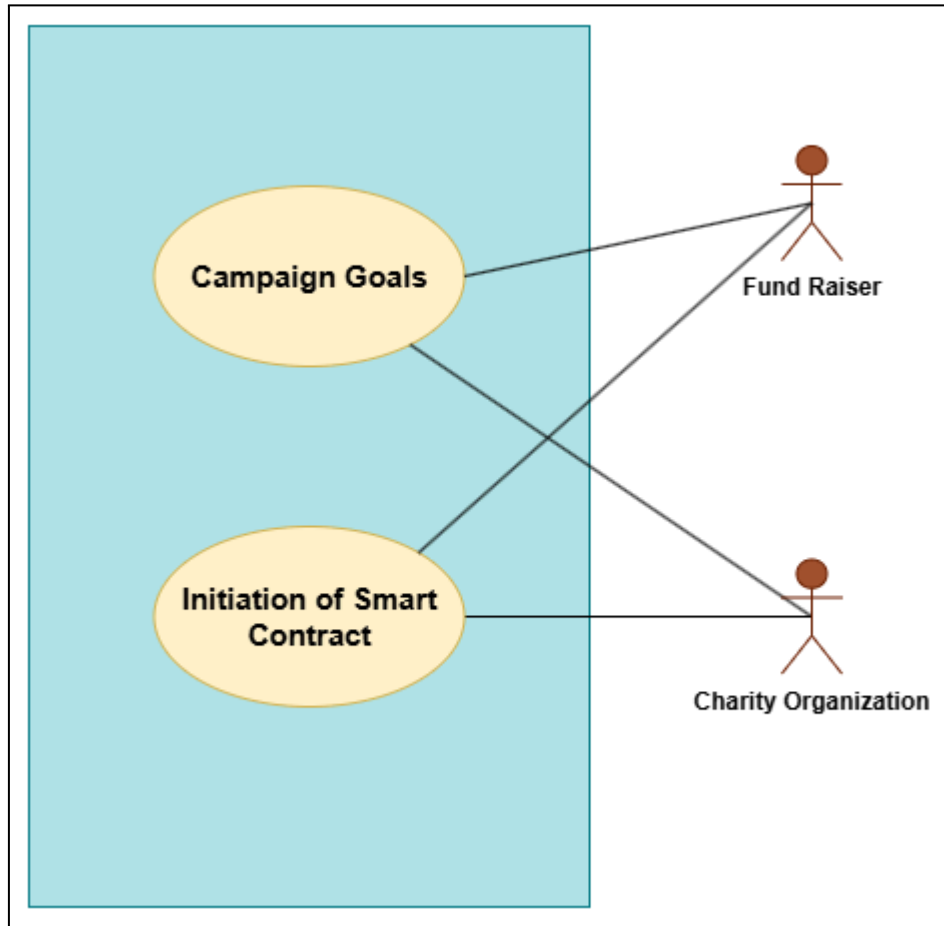 Campaign Goals
Fund Raiser
Initiation of Smart
Contract
Charity Organization